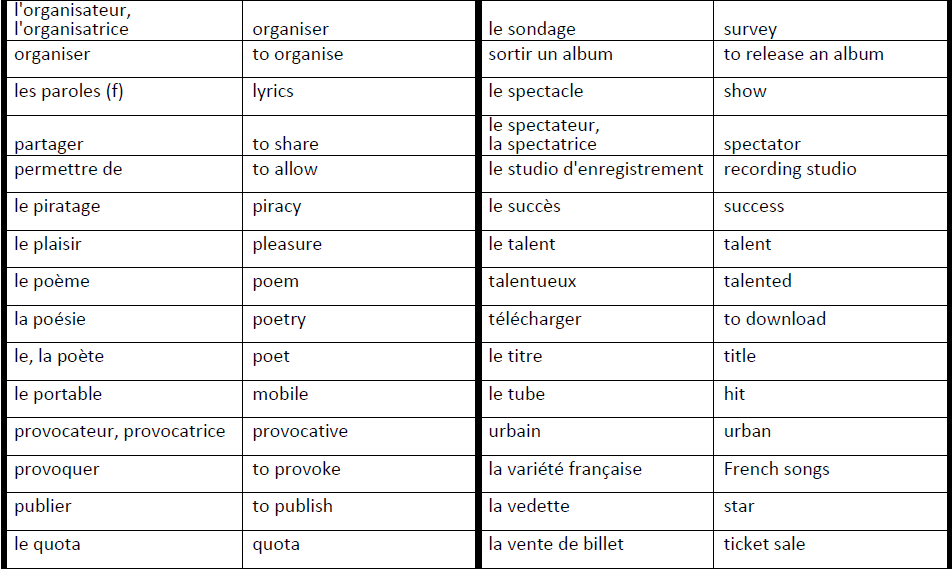 l'organisateur,
l'organisatrice organiser le sondage survey
organiser to organise sortir un album to release an album
les paroles (f) lyrics le spectacle show
le spectateur,
partager to share la spectatrice spectator
permettre de to allow le studio d'enregistrement recording studio
le piratage piracy le succès success
le plaisir pleasure le talent talent
le poème poem talentueux talented
la poésie poetry télécharger to download
le, la poète poet le titre title
le portable mobile le tube hit
provocateur, provocatrice provocative urbain urban
provoquer to provoke la variété française French songs
publier to publish la vedette star
le quota quota la vente de billet ticket sale